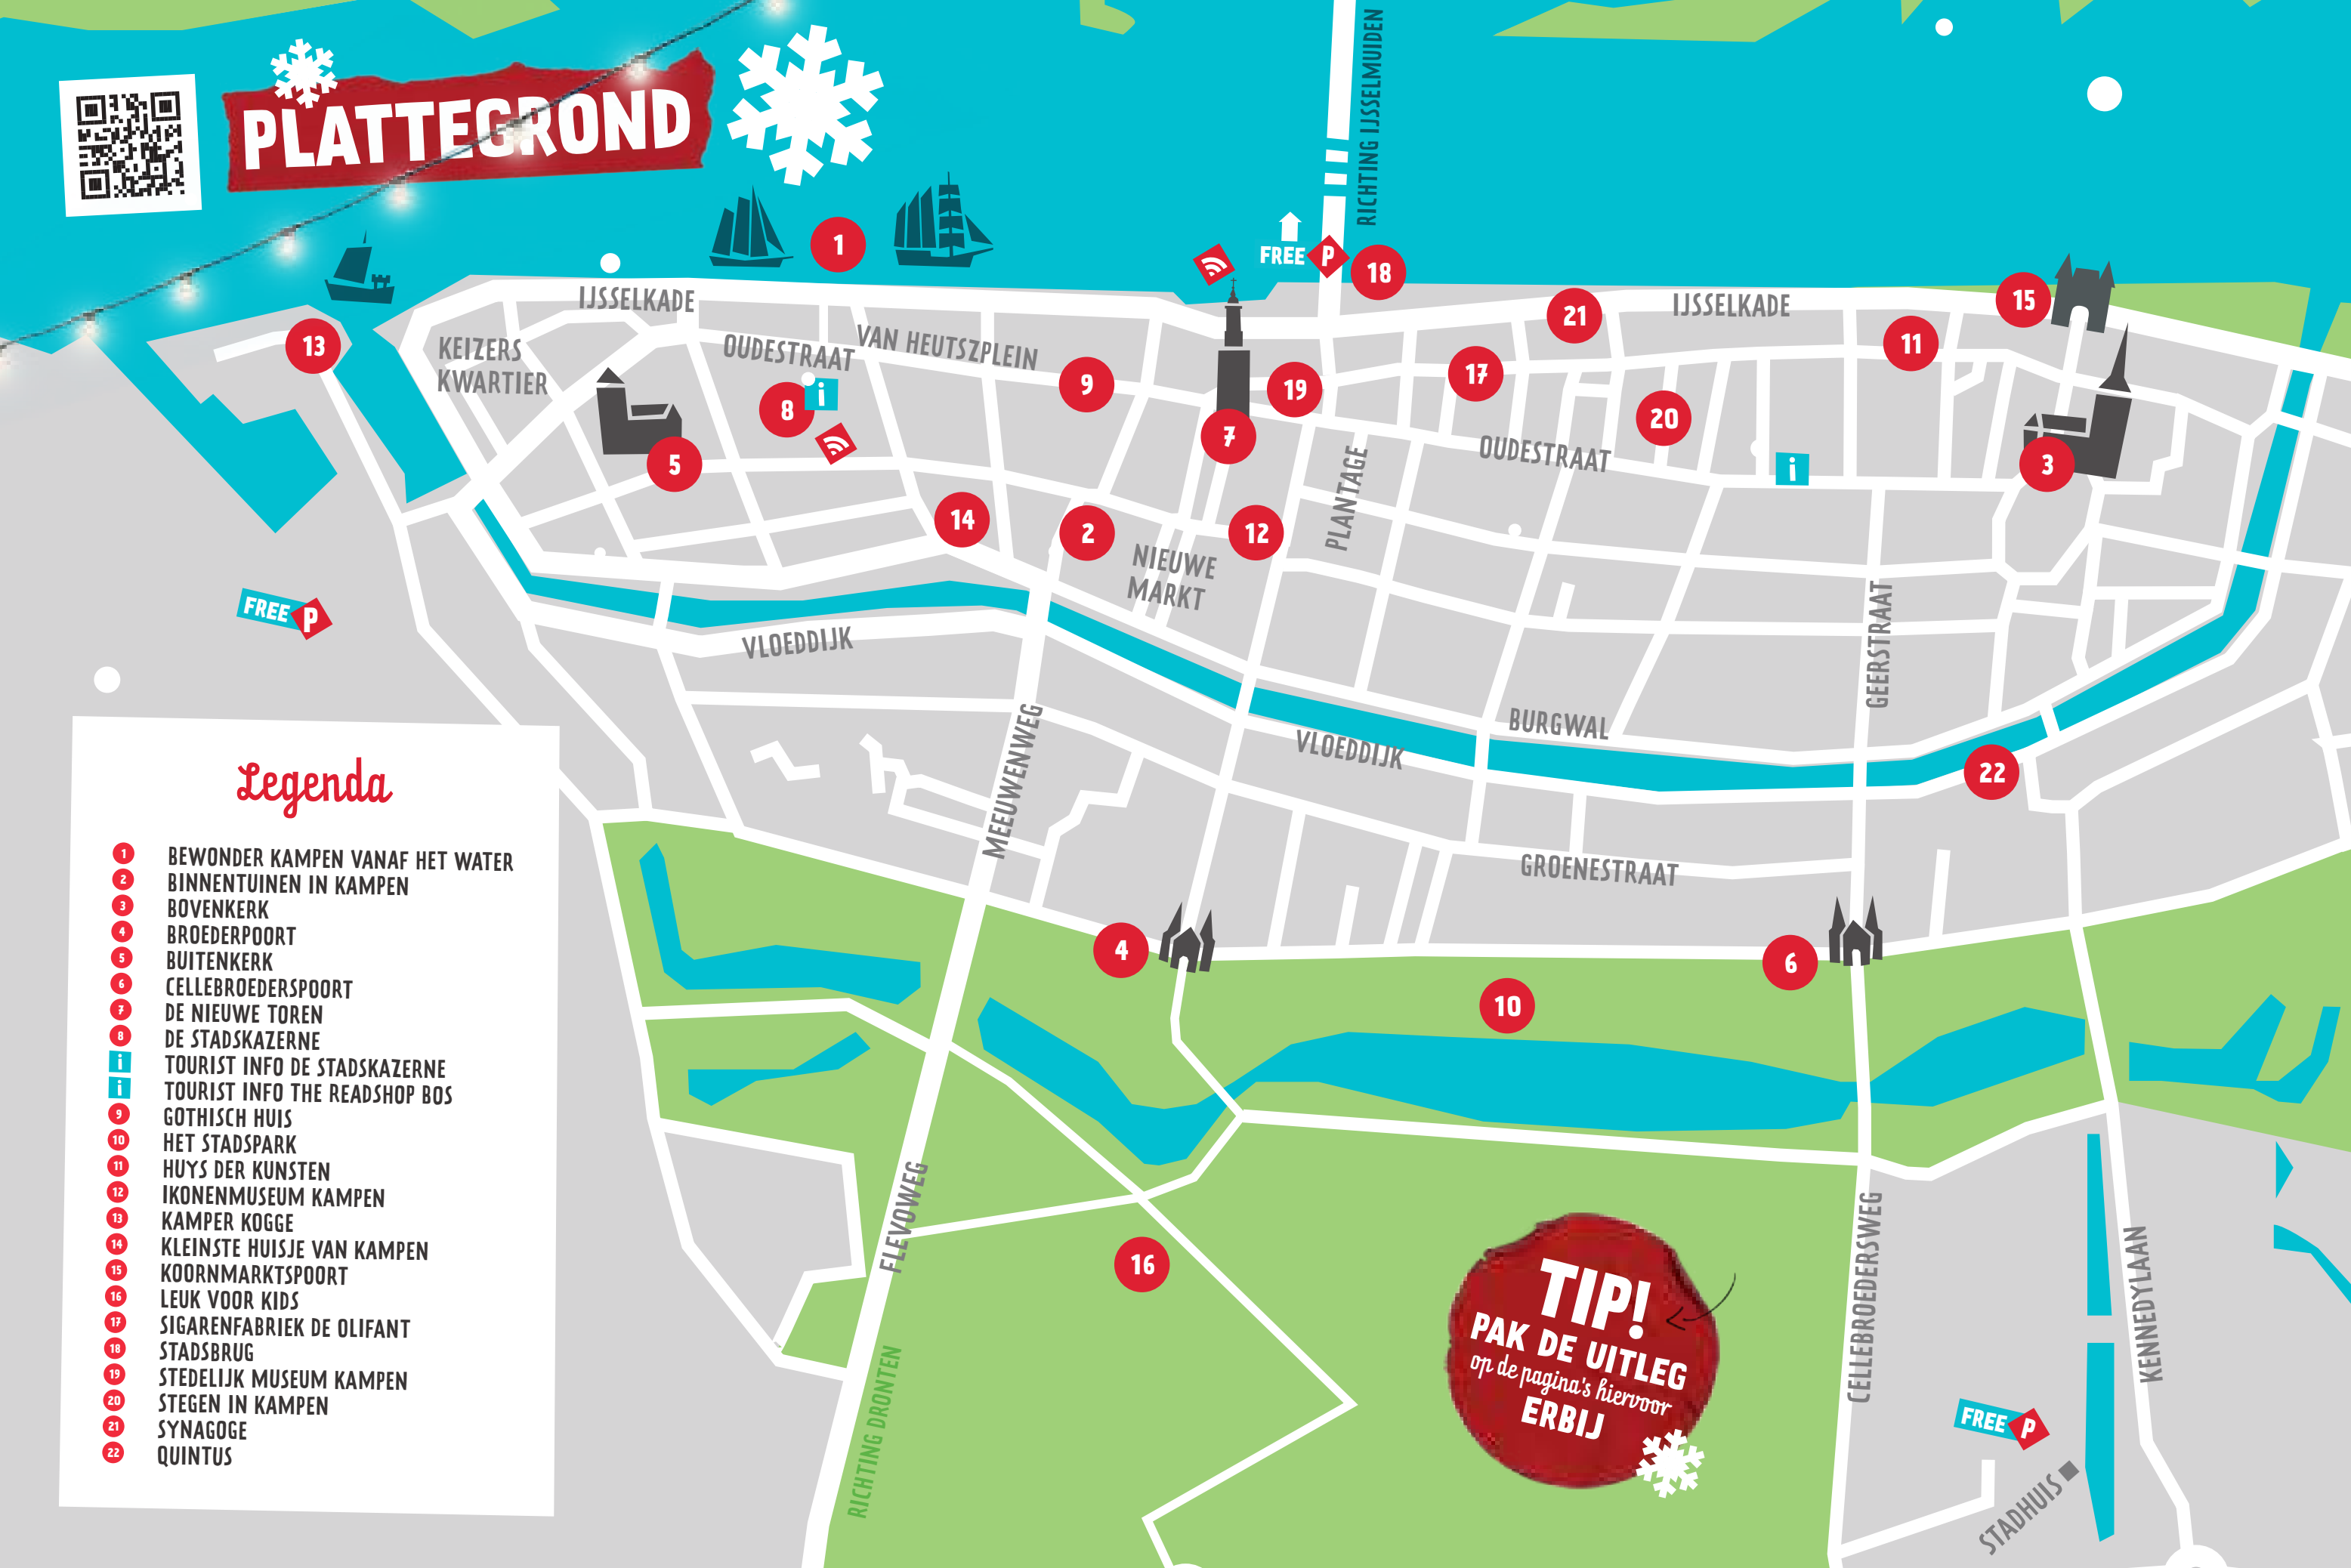 PLATTEGROND
RICHTING IJSSELMUIDEN
FREE P
1
18
13
IJSSELKADE
21
IJSSELKADE
15
11
KEIZERS
KWARTIER
OUDESTRAAT
VAN HEUTSZPLEIN
9
19
17
8
i
7
20
5
OUDESTRAAT
i
3
PLANTAGE
14
2
12
NIEUWE
MARKT
FREE P
VLOEDDIJK
GEERSTRAAT
BURGWAL
VLOEDDIJK
22
MEEUWENWEG
GROENESTRAAT
4
6
10
FLEVOWEG
16
RICHTING DRONTEN
CELLEBROEDERSWEG
KENNEDYLAAN
FREE P
STADHUIS
TIP!
PAK DE UITLEG
op de pagina's hiervoor
ERBIJ
Legenda
1 BEWONDER KAMPEN VANAF HET WATER
2 BINNENTUINEN IN KAMPEN
3 BOVENKERK
4 BROEDERPOORT
5 BUITENKERK
6 CELLEBROEDERSPOORT
7 DE NIEUWE TOREN
8 DE STADSKAZERNE
i TOURIST INFO DE STADSKAZERNE
i TOURIST INFO THE READSHOP BOS
9 GOTHISCH HUIS
10 HET STADSPARK
11 HUYS DER KUNSTEN
12 IKONENMUSEUM KAMPEN
13 KAMPER KOGGE
14 KLEINSTE HUISJE VAN KAMPEN
15 KOORNMARKTSPOORT
16 LEUK VOOR KIDS
17 SIGARENFABRIEK DE OLIFANT
18 STADSBRUG
19 STEDELIJK MUSEUM KAMPEN
20 STEGEN IN KAMPEN
21 SYNAGOGE
22 QUINTUS